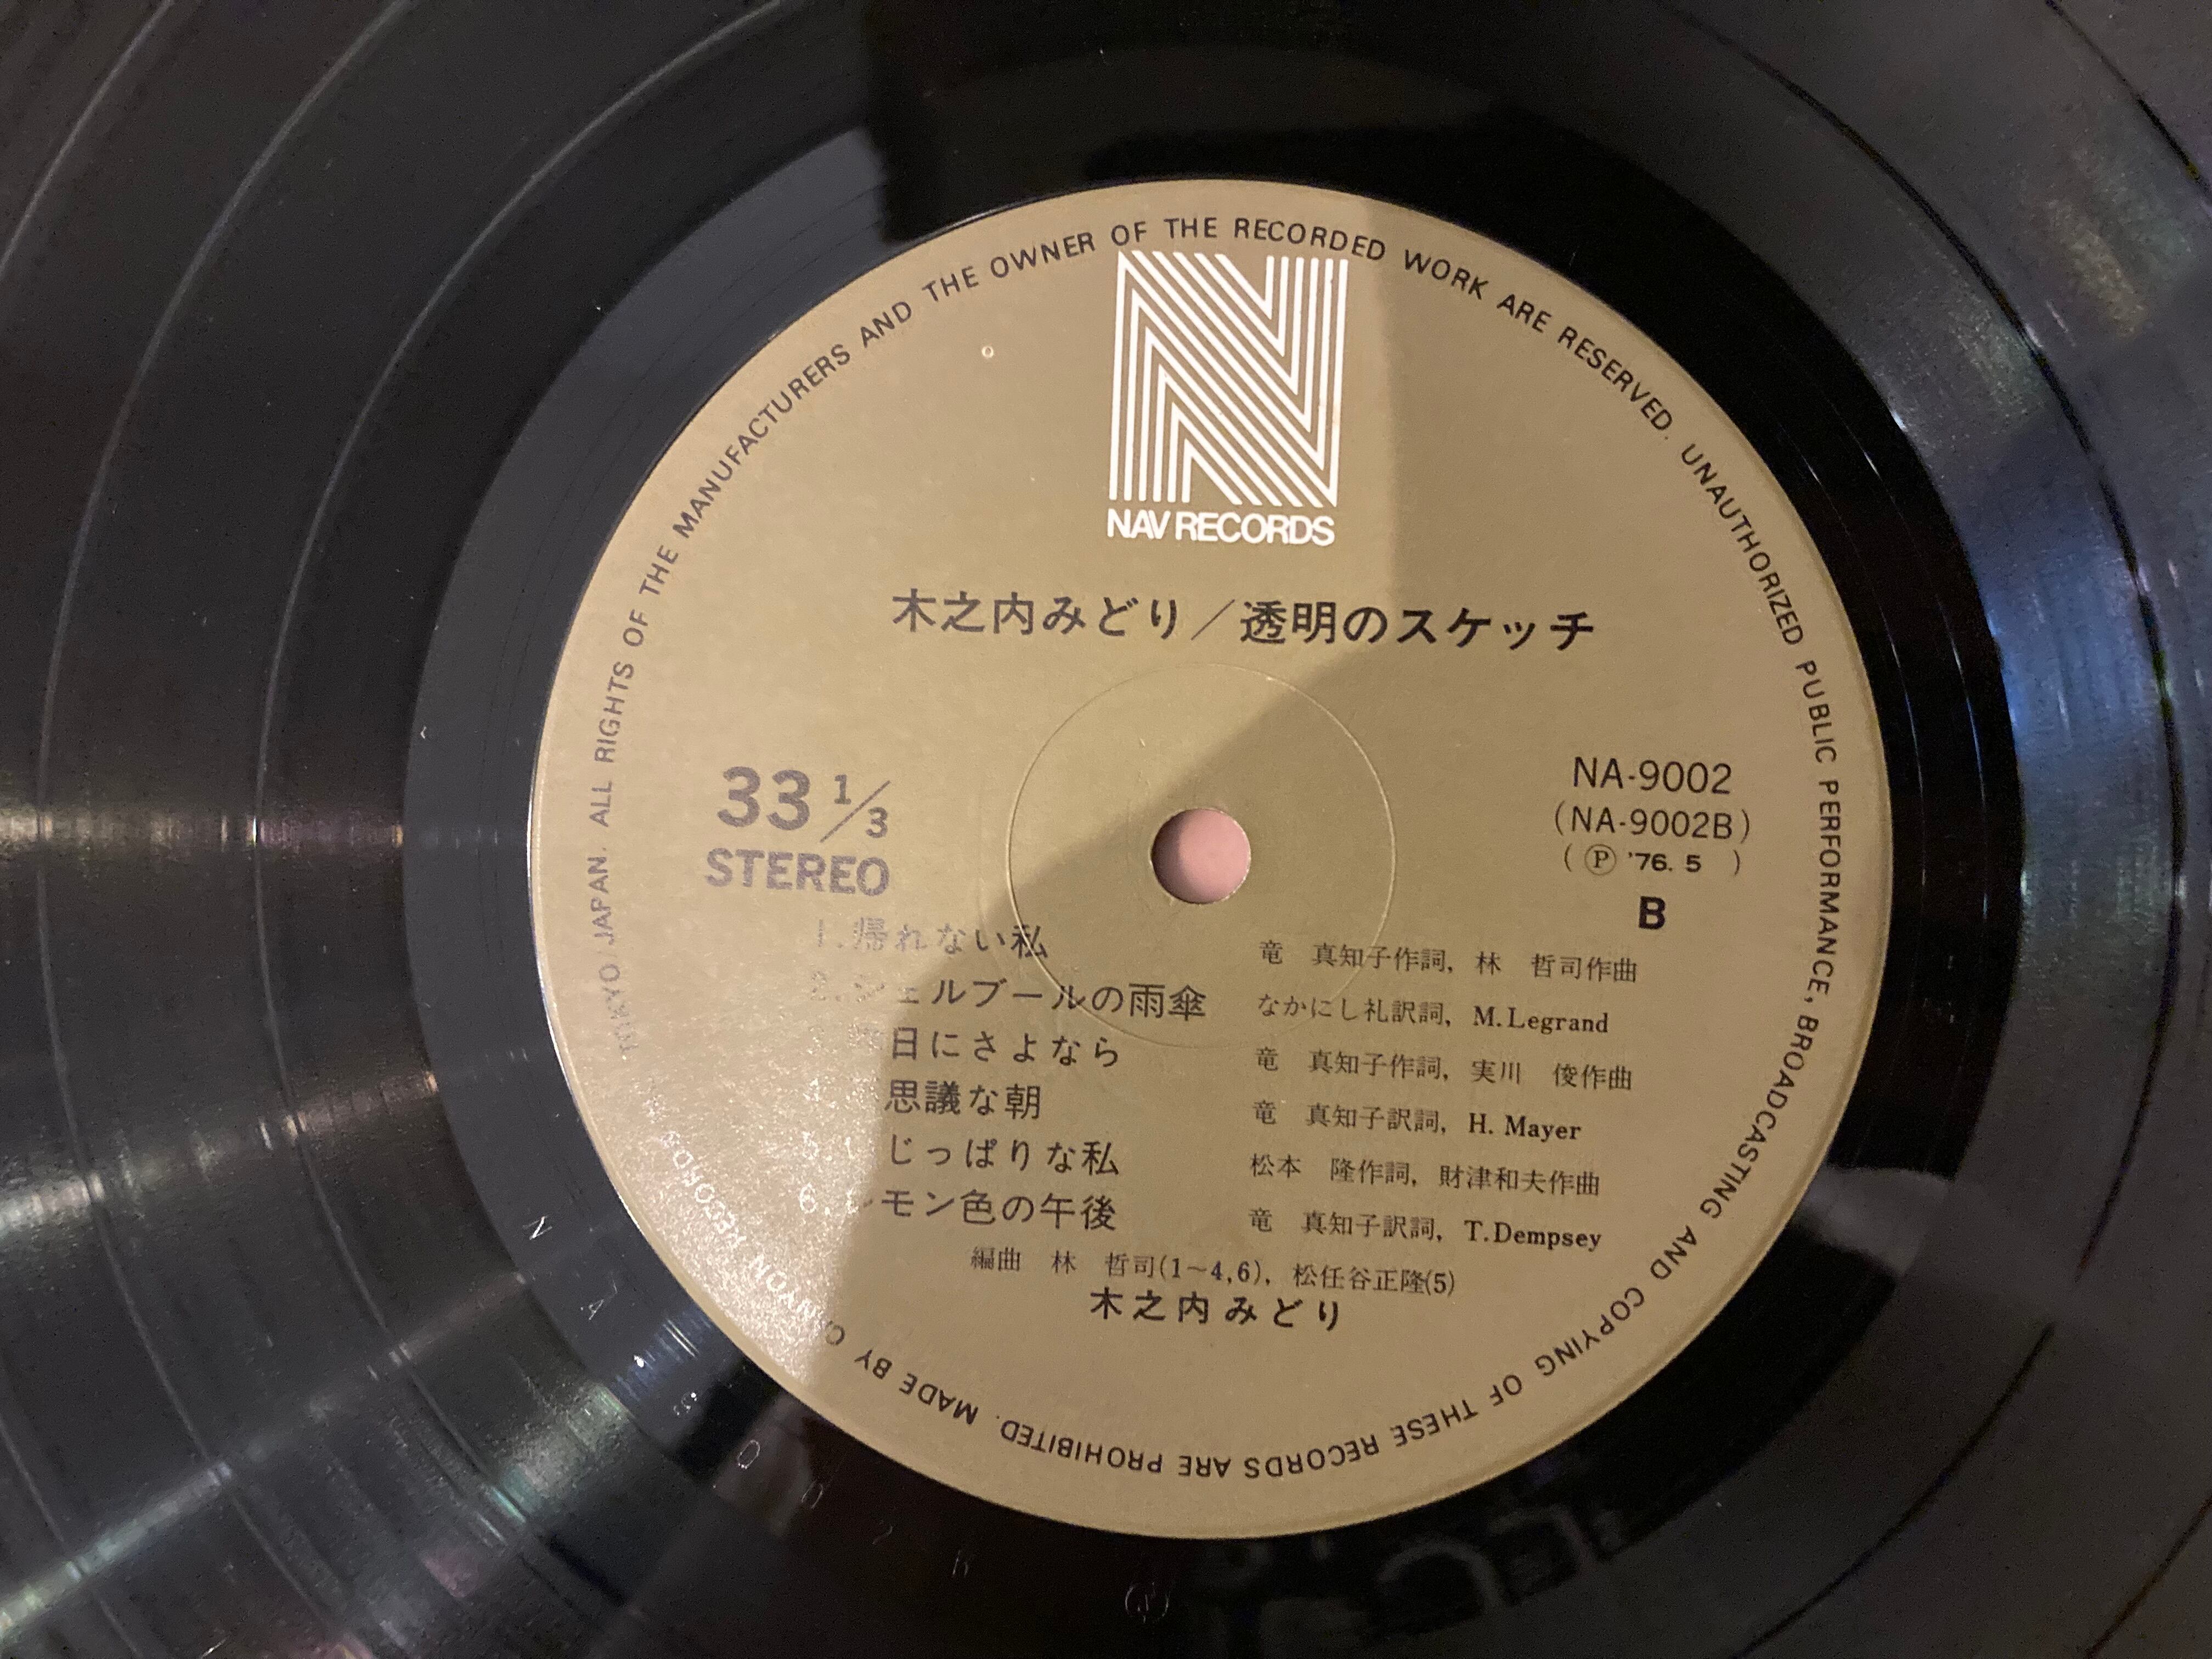 NAV RECORDS
木之内みどり／透明のスケッチ
33 1/3
STEREO
NA-9002
(NA-9002B)
(Ⓟ '76. 5 )
B
1.帰れない私 竜 真知子作詞, 林 哲司作曲
2.シェルブールの雨傘 なかにし礼訳詞, M.Legrand
日にさよなら 竜 真知子作詞, 実川 俊作曲
思議な朝 竜 真知子訳詞, H. Mayer
5. じっぱりな私 松本 隆作詞, 財津和夫作曲
6.レモン色の午後 竜 真知子訳詞, T.Dempsey
編曲 林 哲司(1~4,6), 松任谷正隆(5)
木之内みどり
TOKYO JAPAN. ALL RIGHTS OF THE MANUFACTURERS AND THE OWNER OF THE RECORDED WORK ARE RESERVED. UNAUTHORIZED PUBLIC PERFORMANCE, BROADCASTING AND COPYING OF THESE RECORDS ARE PROHIBITED. MADE BY CANYON RECORDS